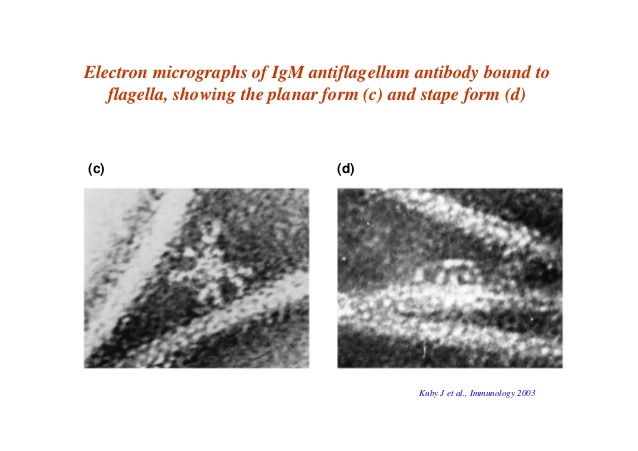 Electron micrographs of IgM antiflagellum antibody bound to
flagella, showing the planar form (c) and stape form (d)
(c)
(d)
Kuby J et al., Immunology 2003